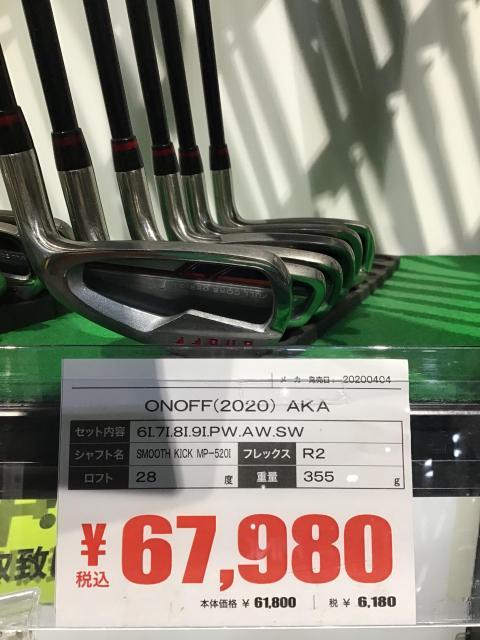 ONOFF
メーカ発売日: 20200404
ONOFF(2020) AKA
セット内容 6I.7I.8I.9I.PW.AW.SW
シャフト名 SMOOTH KICK MP-520I フレックス R2
ロフト 28 度 重量 355 g
¥67,980
税込
本体価格 ¥ 61,800 税 ¥ 6,180